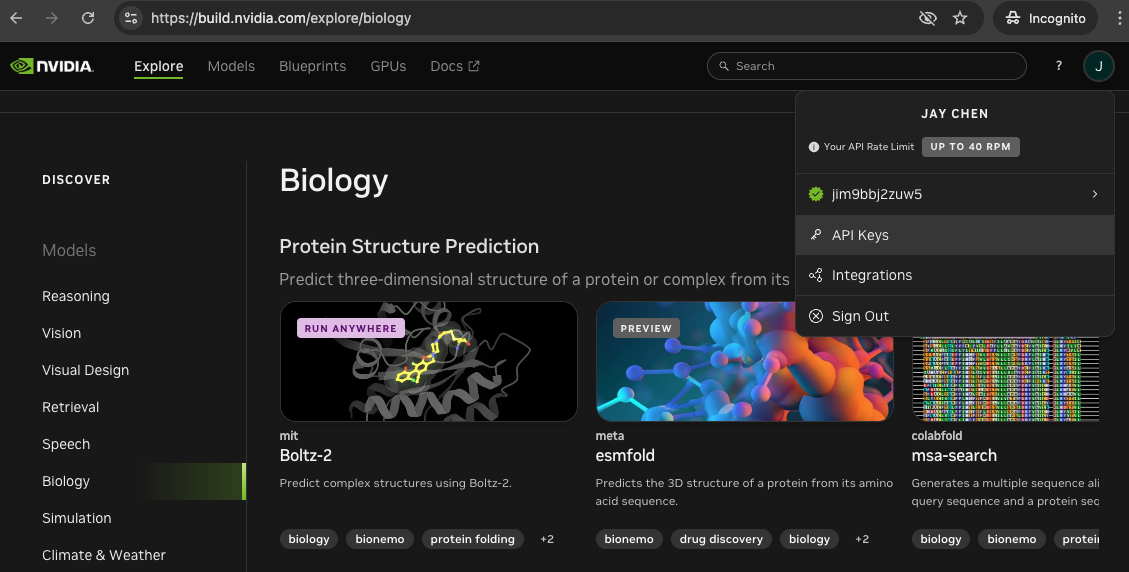 https://build.nvidia.com/explore/biology
Incognito
NVIDIA.
Explore
Models
Blueprints
GPUs
Docs
Search
?
J
JAY CHEN
Your API Rate Limit
UP TO 40 RPM
jim9bbj2zuw5
API Keys
Integrations
Sign Out
DISCOVER
Models
Reasoning
Vision
Visual Design
Retrieval
Speech
Biology
Simulation
Climate & Weather
Biology
Protein Structure Prediction
Predict three-dimensional structure of a protein or complex from its
RUN ANYWHERE
mit
Boltz-2
Predict complex structures using Boltz-2.
biology
bionemo
protein folding
+2
PREVIEW
meta
esmfold
Predicts the 3D structure of a protein from its amino
acid sequence.
bionemo
drug discovery
biology
+2
colabfold
msa-search
Generates a multiple sequence ali
query sequence and a protein seq
biology
bionemo
protein